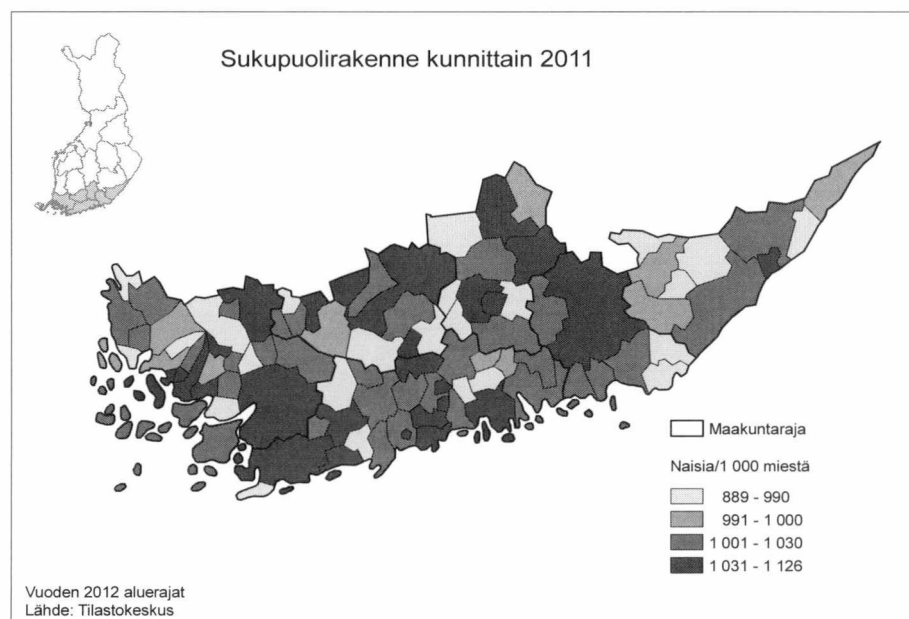 Sukupuolirakenne kunnittain 2011
Maakuntaraja
Naisia/1 000 miestä
889 - 990
991 - 1 000
1 001 - 1 030
1 031 - 1 126
Vuoden 2012 aluerajat
Lähde: Tilastokeskus